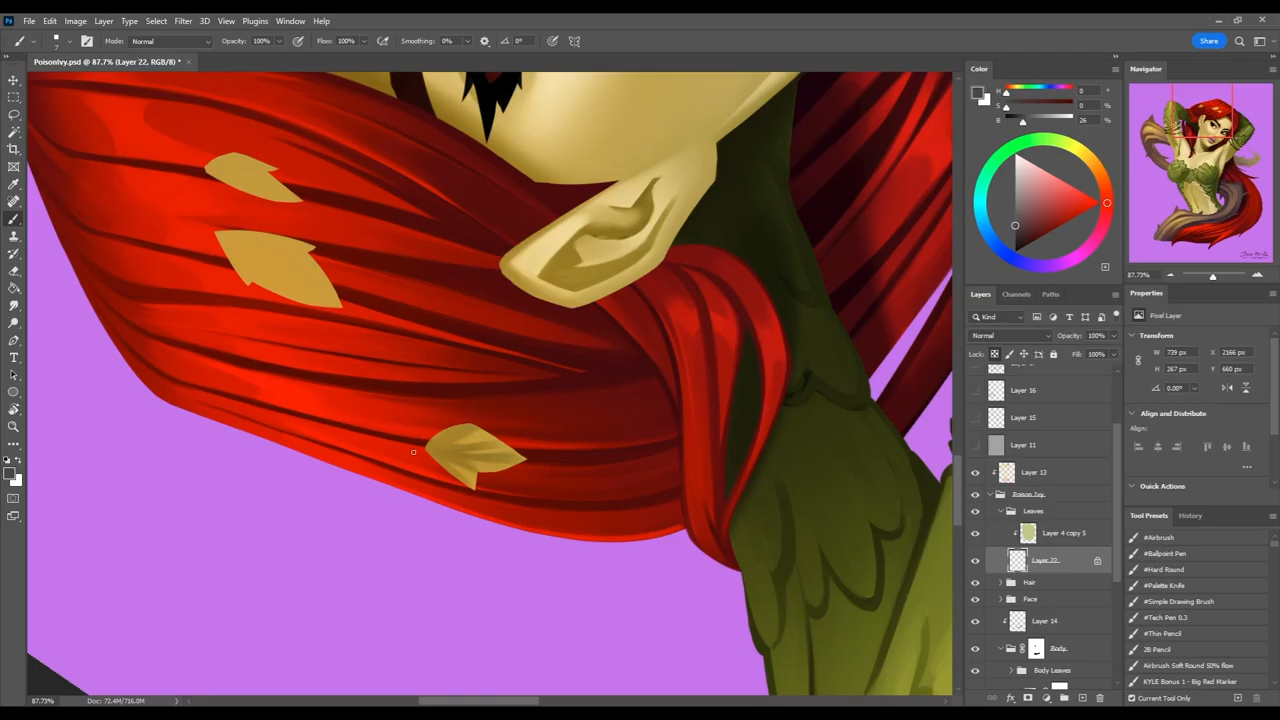 Ps File Edit Image Layer Type Select Filter 3D View Plugins Window Help
7 Mode: Normal Opacity: 100% Flow: 100% Smoothing: 0% 0° Share
PoisonIvy.psd @ 87.7% (Layer 22, RGB/8) * ×
Color
H 0 °
S 0 %
B 26 %
Navigator
87.73%
Layers Channels Paths
Kind
Normal Opacity: 100%
Lock: Fill: 100%
Layer 16
Layer 15
Layer 11
Layer 13
Poison Ivy
Leaves
Layer 4 copy 5
Layer 22
Hair
Face
Layer 14
Body
Body Leaves
fx
Properties
Pixel Layer
Transform
W 739 px X 2166 px
H 267 px Y 660 px
0.00°
Align and Distribute
Align:
Quick Actions
Tool Presets History
#Airbrush
#Ballpoint Pen
#Hard Round
#Palette Knife
#Simple Drawing Brush
#Tech Pen 0.3
#Thin Pencil
2B Pencil
Airbrush Soft Round 50% flow
KYLE Bonus 1 - Big Red Marker
Current Tool Only
87.73% Doc: 72.4M/716.0M